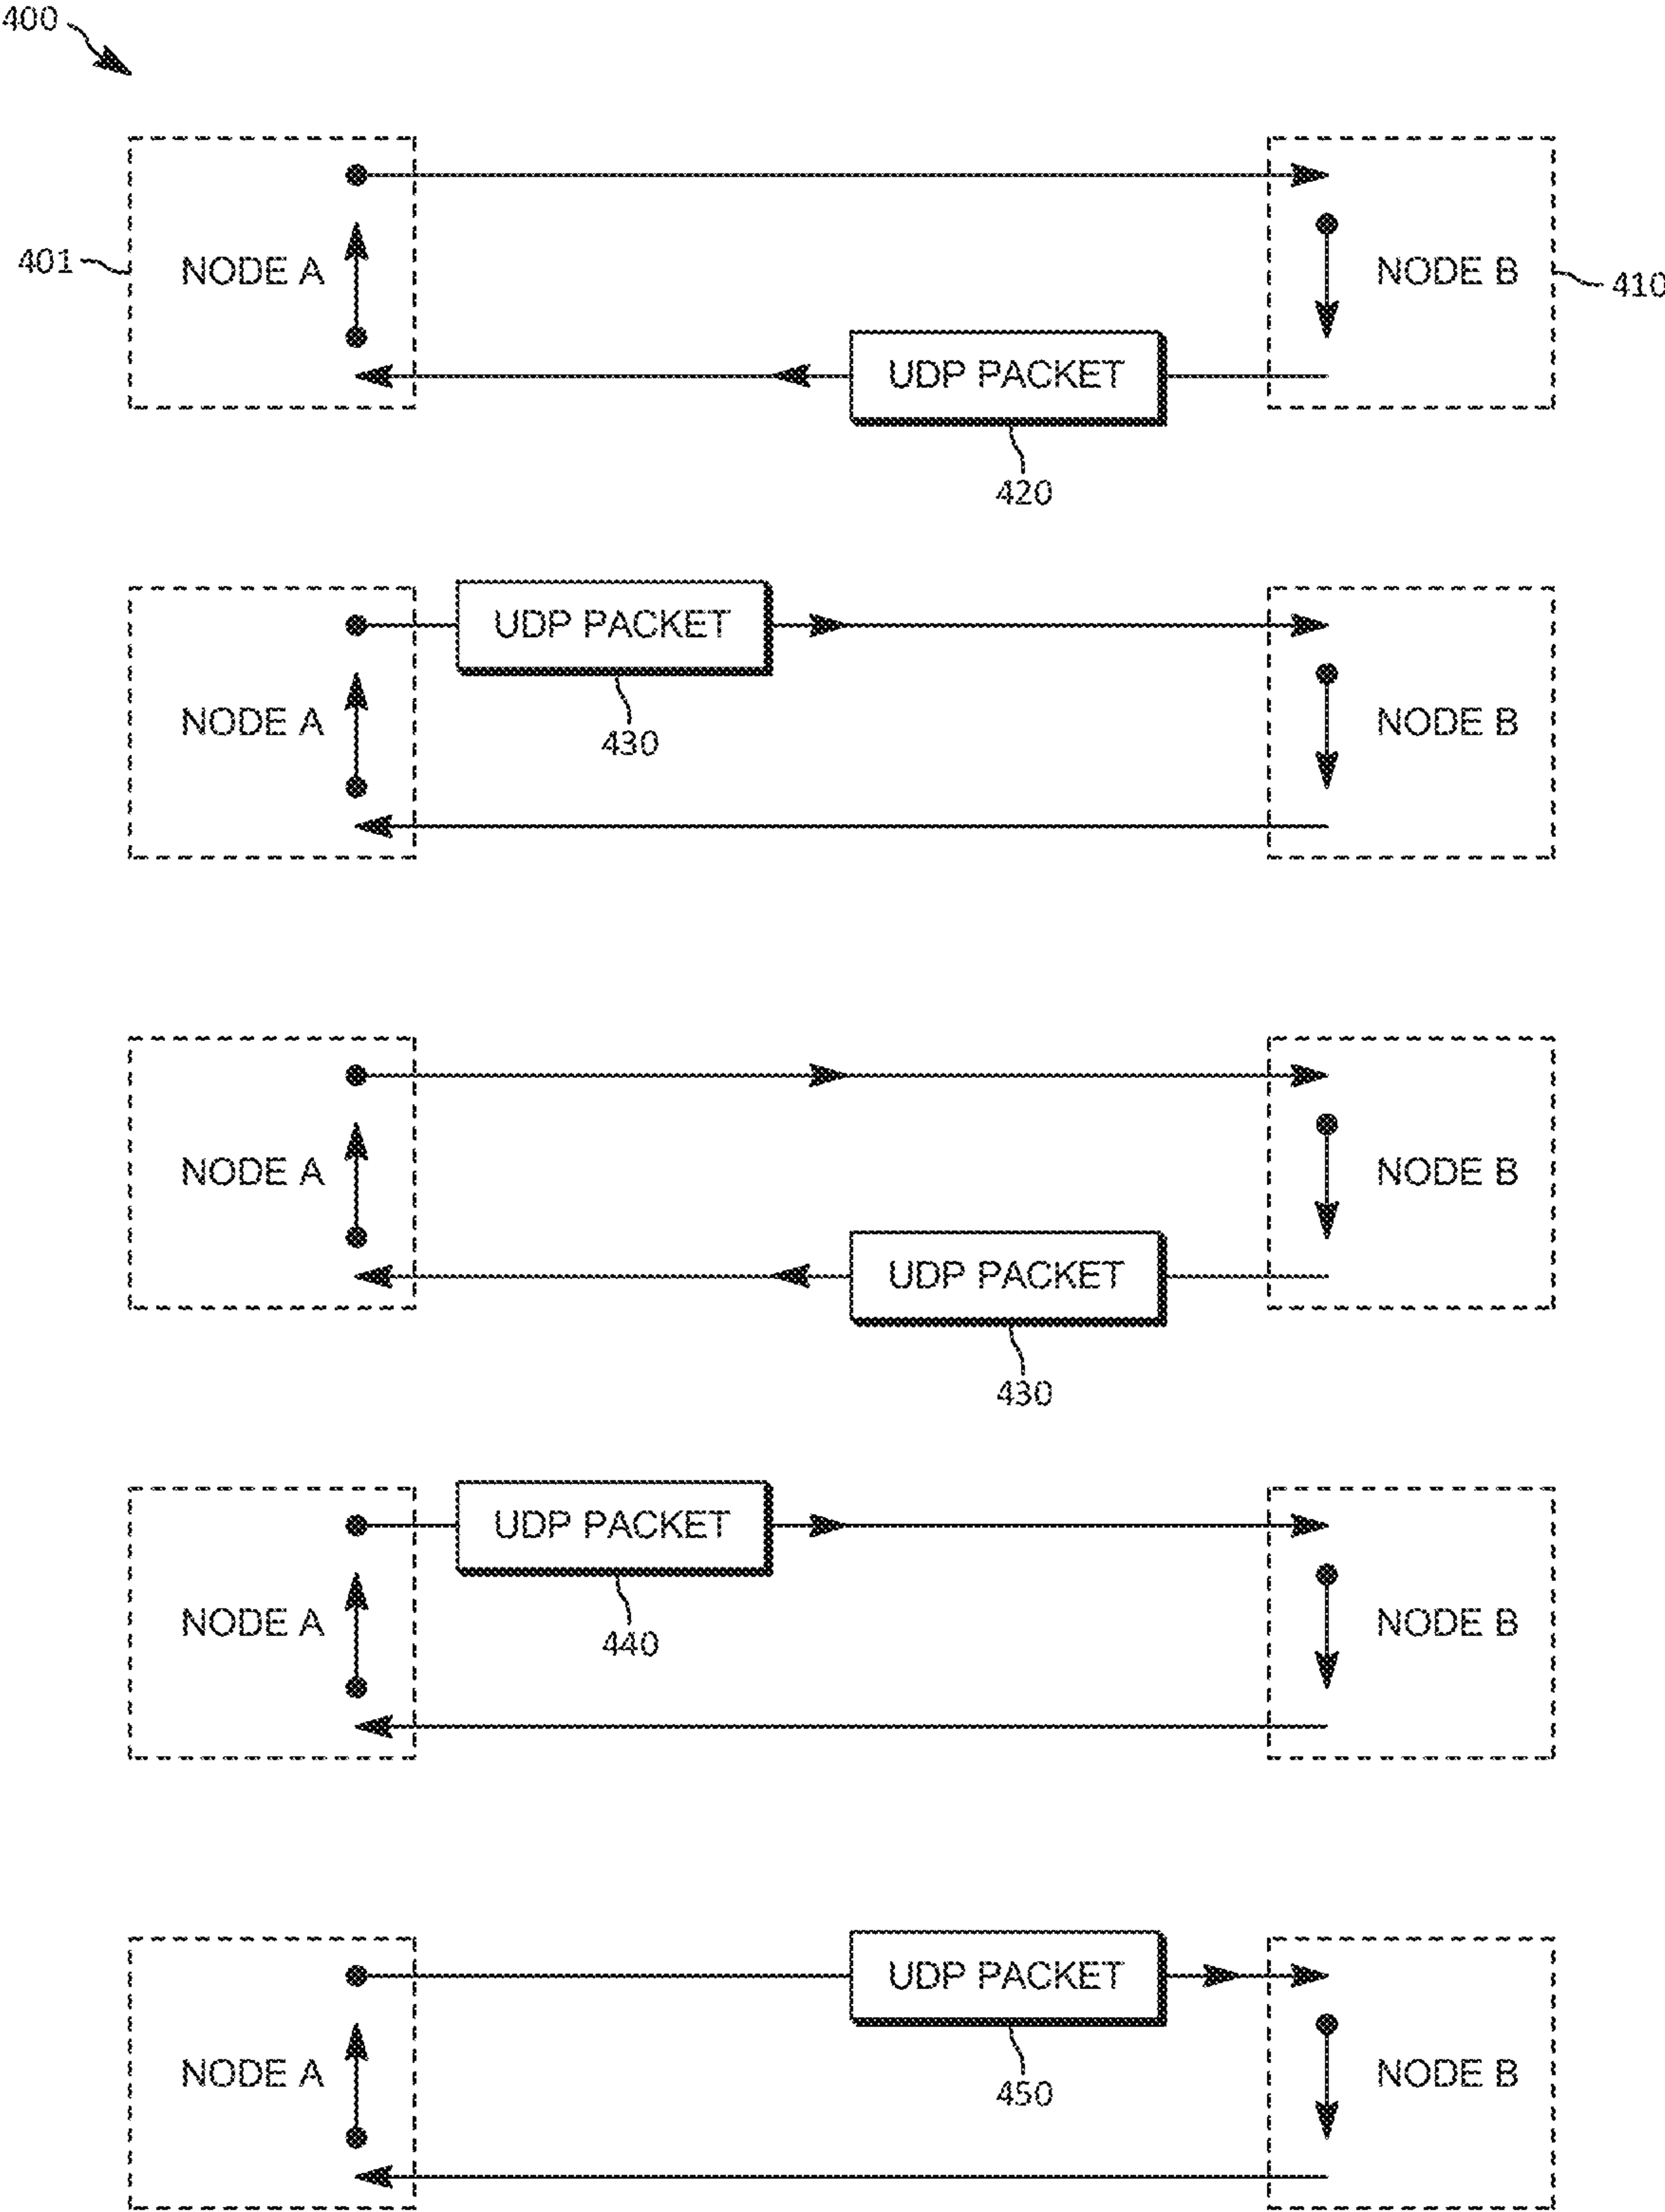 400
401
NODE A
NODE B
410
UDP PACKET
420
UDP PACKET
NODE A
430
NODE B
NODE A
NODE B
UDP PACKET
430
UDP PACKET
NODE A
440
NODE B
UDP PACKET
NODE A
450
NODE B